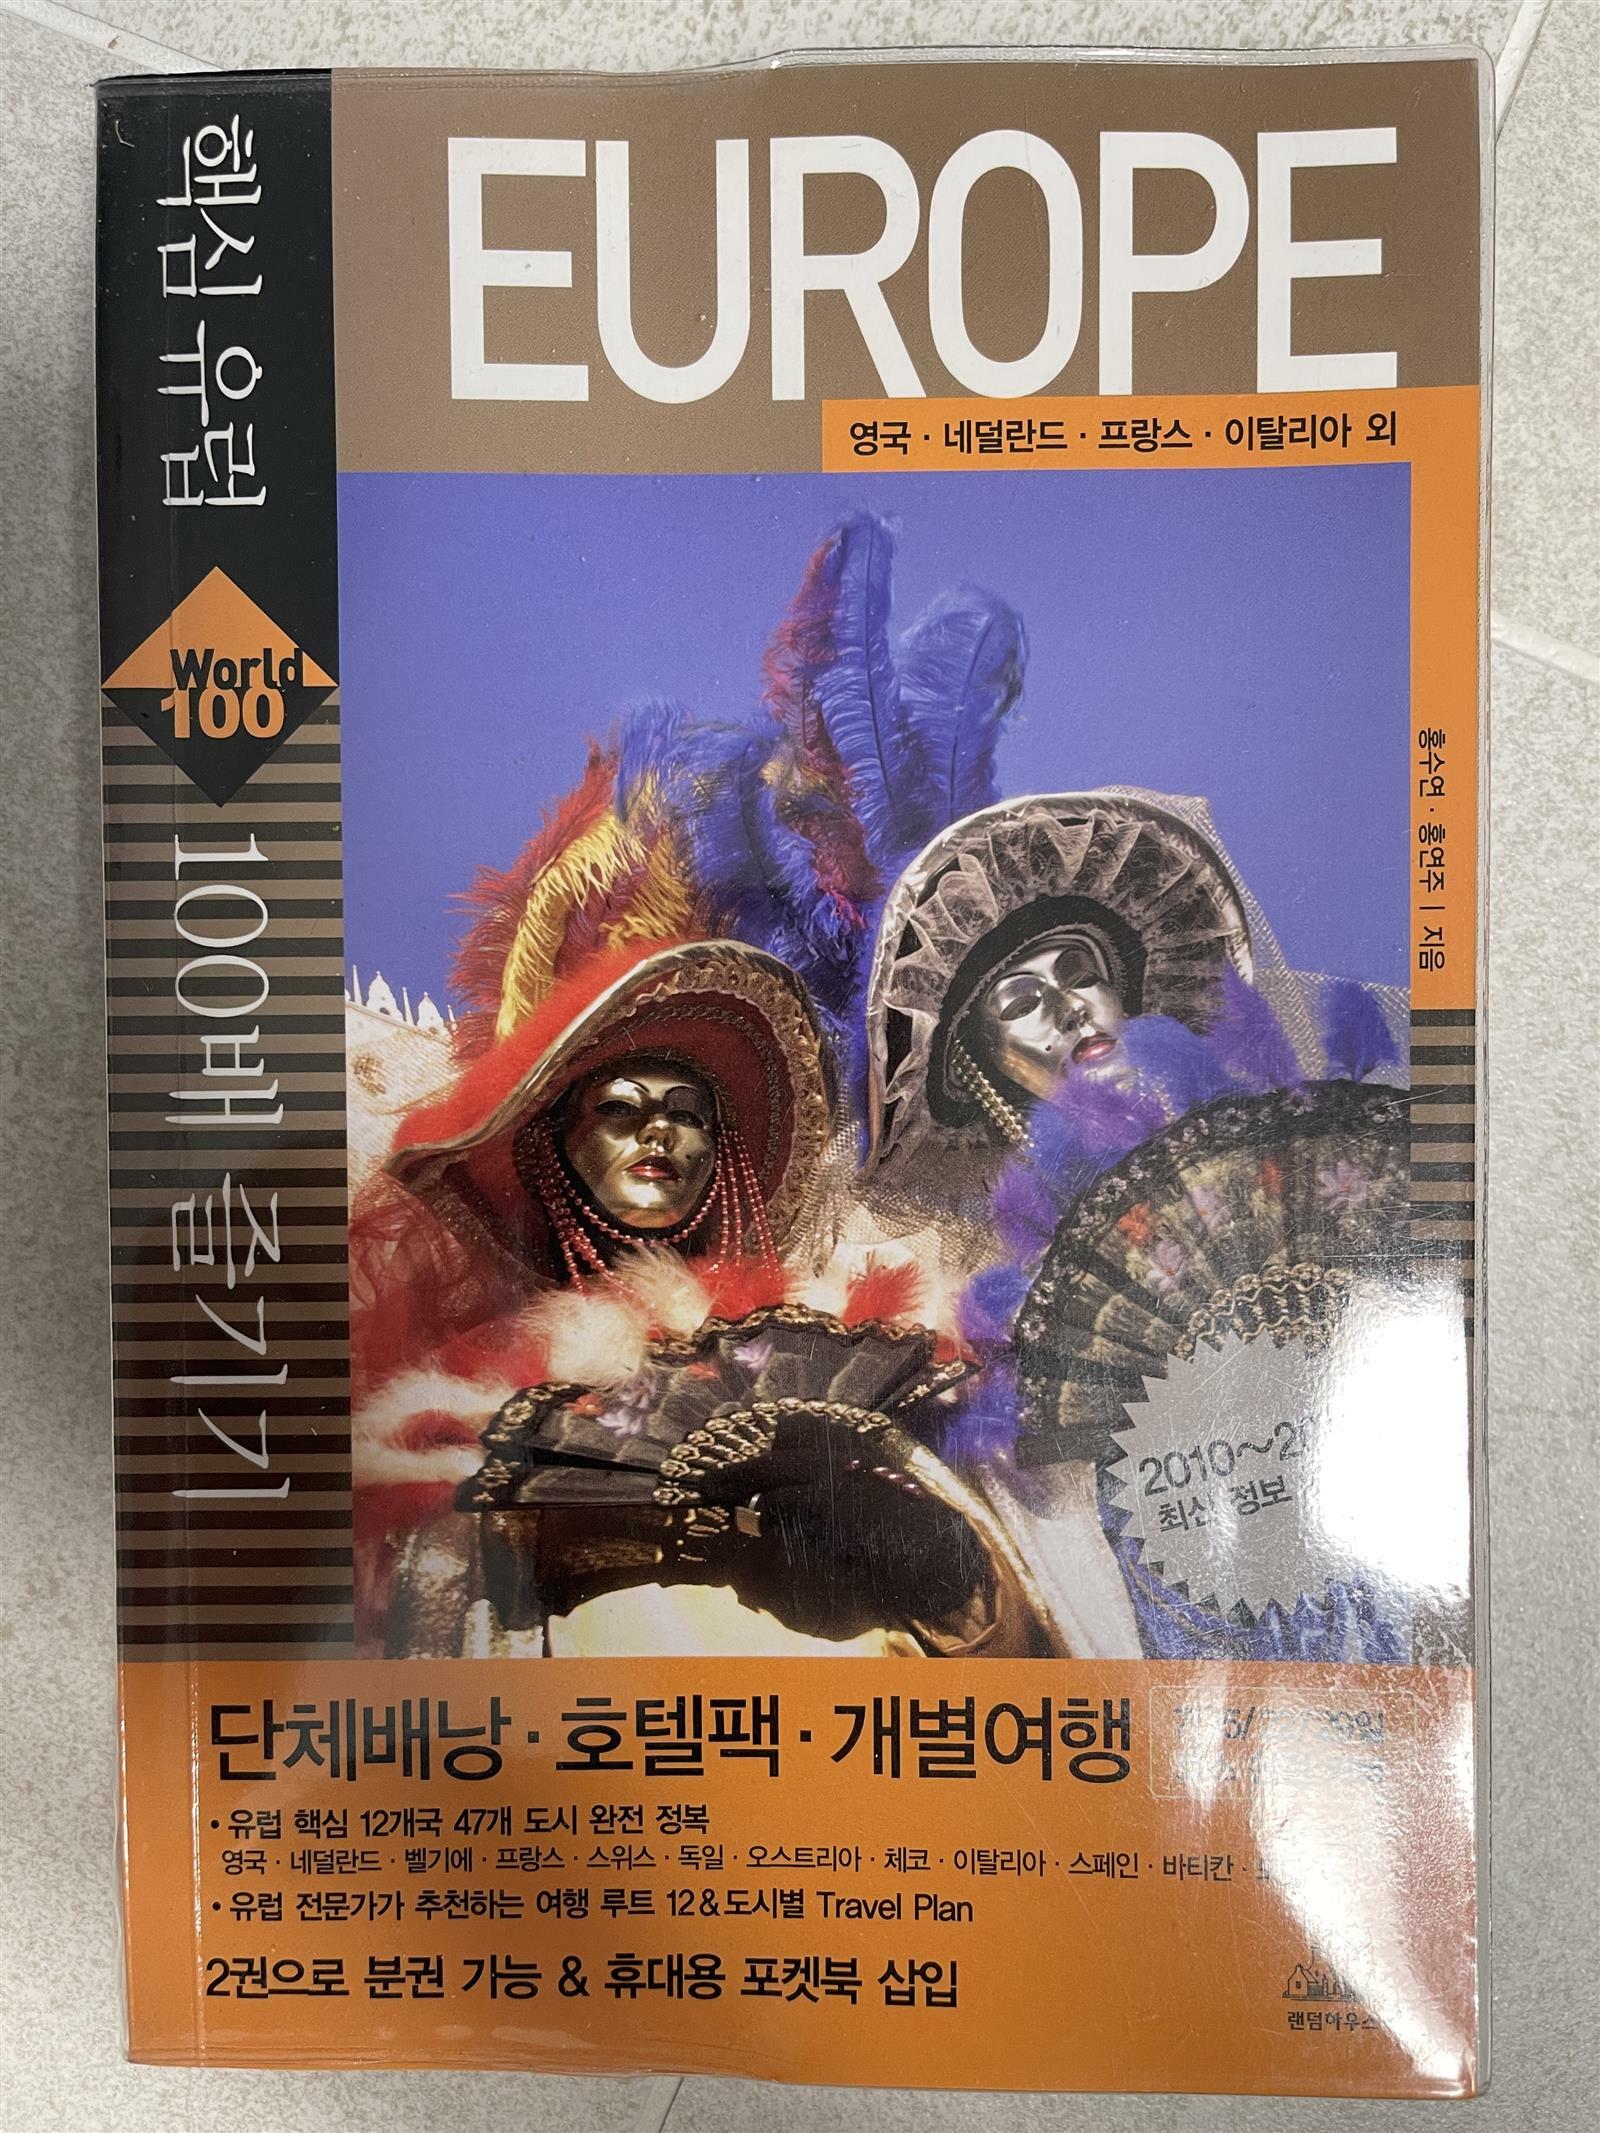 핵심 유럽
World
100
100배 즐기기
EUROPE
영국 · 네덜란드 · 프랑스 · 이탈리아 외
홍수연 · 홍연주 | 지음
2010~
최신 정보
단체배낭 · 호텔팩 · 개별여행
• 유럽 핵심 12개국 47개 도시 완전 정복
영국 · 네덜란드 · 벨기에 · 프랑스 · 스위스 · 독일 · 오스트리아 · 체코 · 이탈리아 · 스페인 · 바티칸 ·
• 유럽 전문가가 추천하는 여행 루트 12 & 도시별 Travel Plan
2권으로 분권 가능 & 휴대용 포켓북 삽입
랜덤하우스